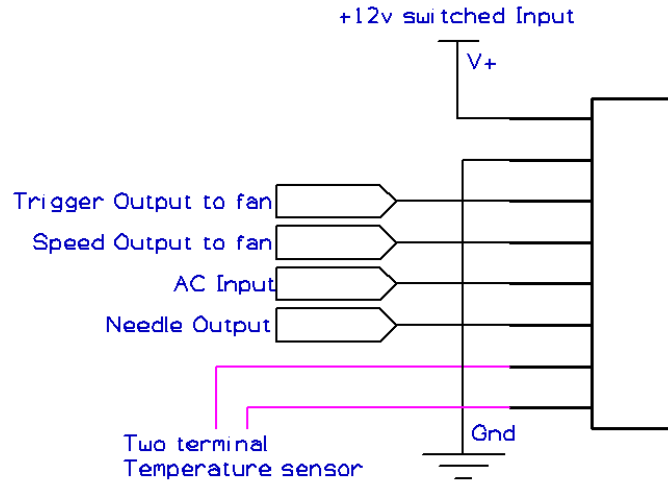 +12v switched Input
V+
Trigger Output to fan
Speed Output to fan
AC Input
Needle Output
Gnd
Two terminal
Temperature sensor